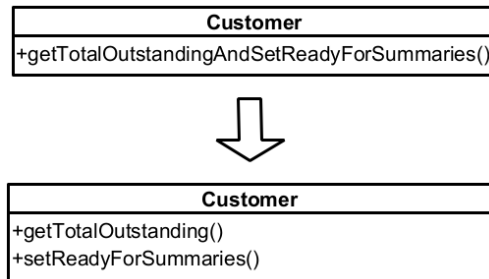 Customer
+getTotalOutstandingAndSetReadyForSummaries()
Customer
+getTotalOutstanding()
+setReadyForSummaries()